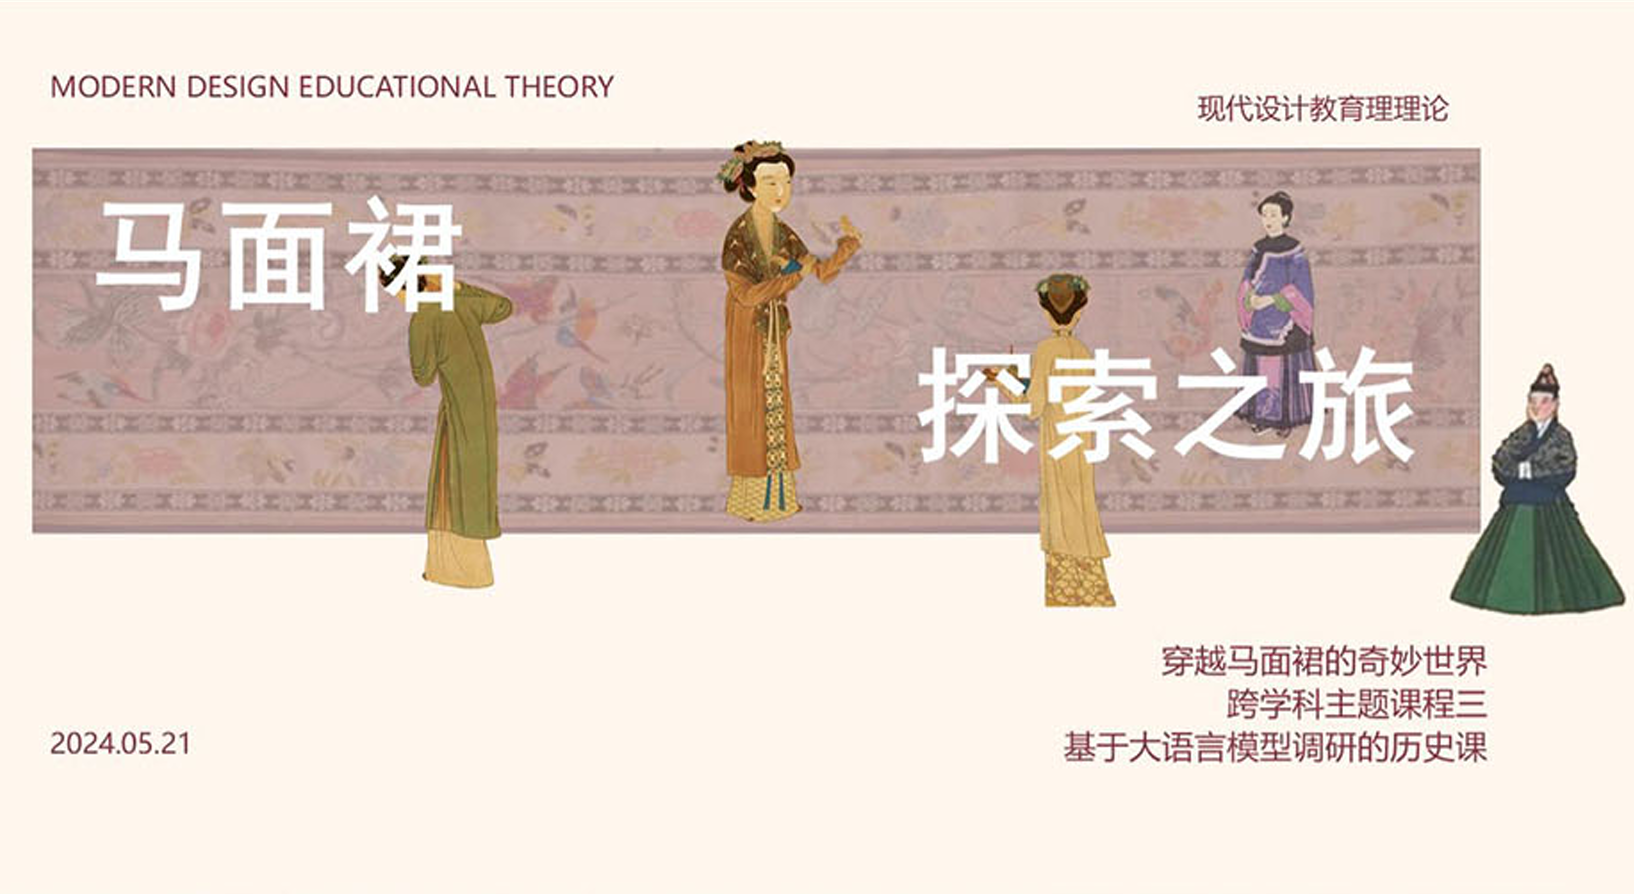 MODERN DESIGN EDUCATIONAL THEORY
现代设计教育理理论
马面裙
探索之旅
穿越马面裙的奇妙世界
跨学科主题课程三
基于大语言模型调研的历史课
2024.05.21